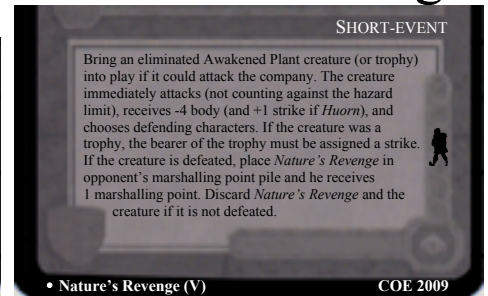 SHORT-EVENT
Bring an eliminated Awakened Plant creature (or trophy)
into play if it could attack the company. The creature
immediately attacks (not counting against the hazard
limit), receives -4 body (and +1 strike if Huorn), and
chooses defending characters. If the creature was a
trophy, the bearer of the trophy must be assigned a strike.
If the creature is defeated, place Nature's Revenge in
opponent's marshalling point pile and he receives
1 marshalling point. Discard Nature's Revenge and the
creature if it is not defeated.
• Nature's Revenge (V) COE 2009